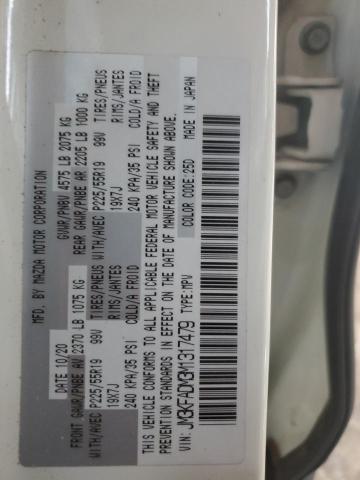 MFD. BY MAZDA MOTOR CORPORATION
DATE 10/20 GVWR/PNBV 4575 LB 2075 KG
FRONT GAWR/PNBE AV 2370 LB 1075 KG REAR GAWR/PNBE AR 2205 LB 1000 KG
WITH/AVEC P225/55R19 99V TIRES/PNEUS WITH/AVEC P225/55R19 99V TIRES/PNEUS
19X7J RIMS/JANTES 19X7J RIMS/JANTES
240 KPA/35 PSI COLD/A FROID 240 KPA/35 PSI COLD/A FROID
THIS VEHICLE CONFORMS TO ALL APPLICABLE FEDERAL MOTOR VEHICLE SAFETY AND THEFT
PREVENTION STANDARDS IN EFFECT ON THE DATE OF MANUFACTURE SHOWN ABOVE.
VIN: JM3KFADM3M1317479 TYPE: MPV COLOR CODE: 25D MADE IN JAPAN